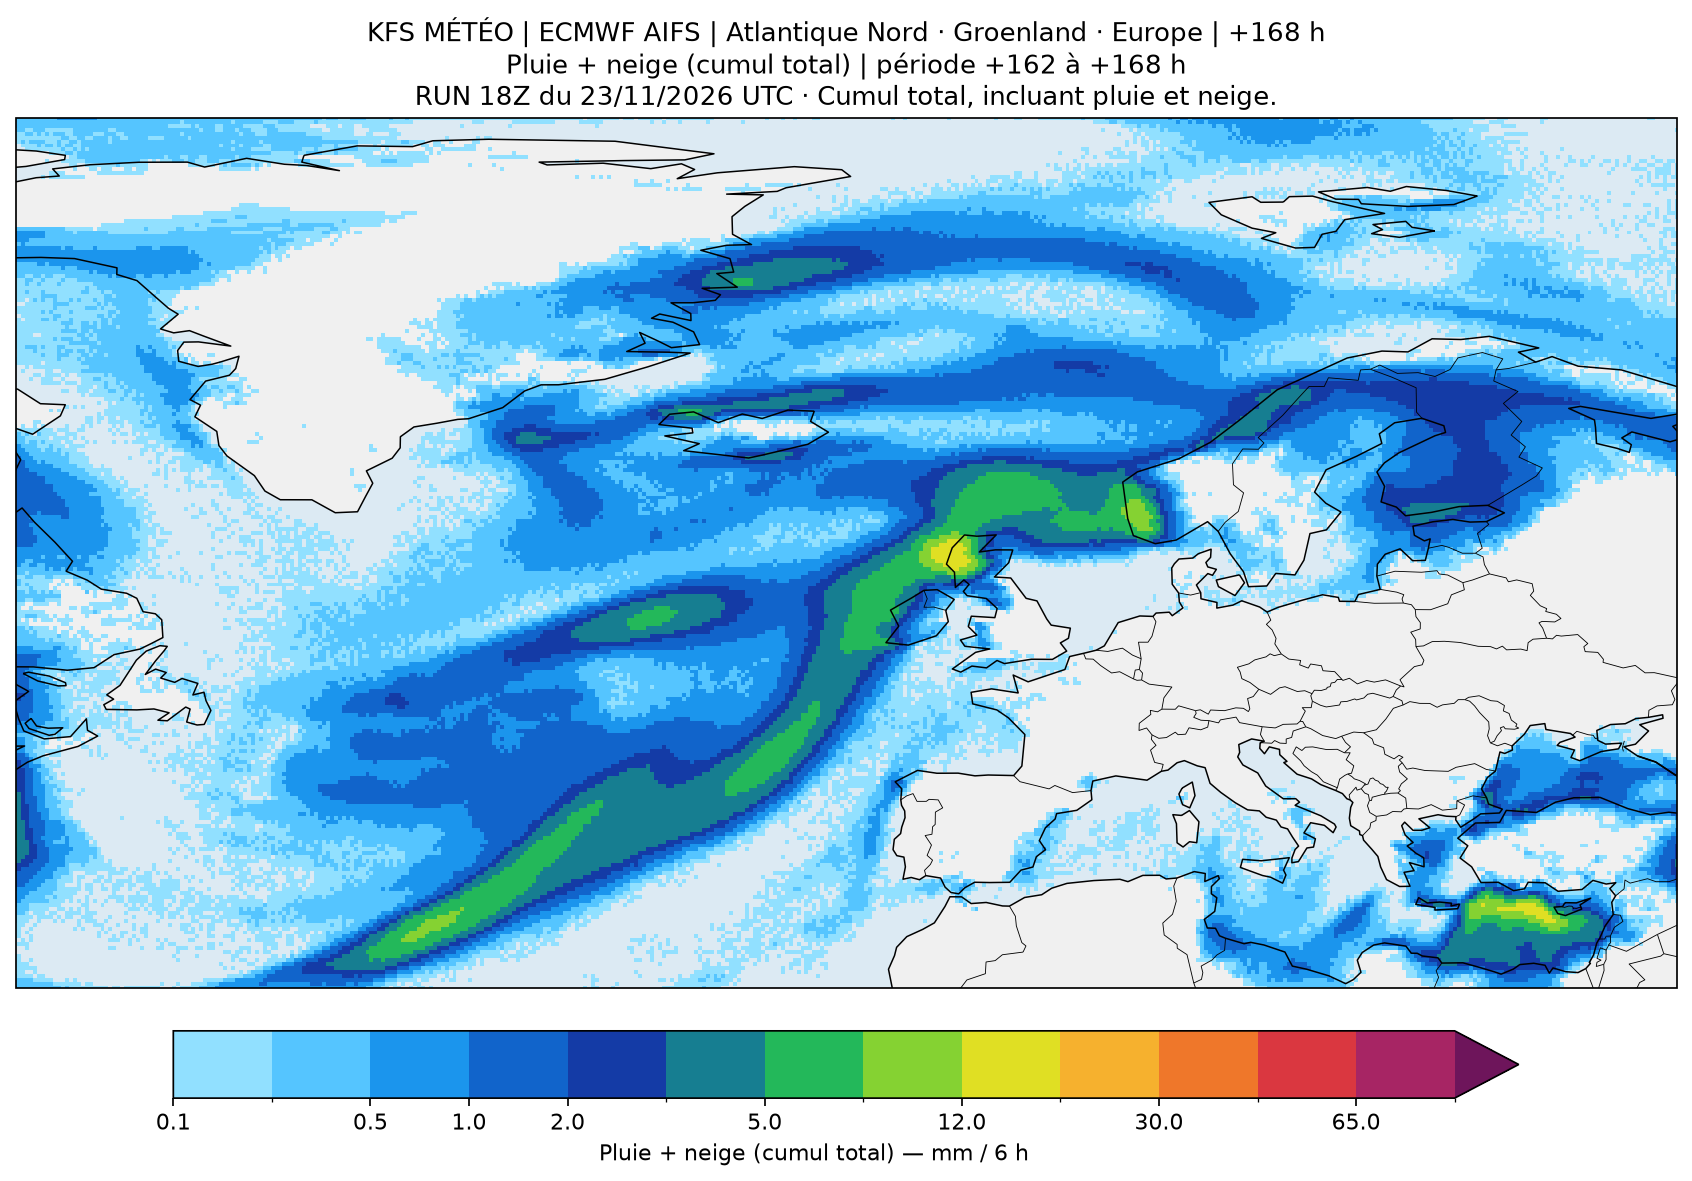 KFS MÉTÉO | ECMWF AIFS | Atlantique Nord · Groenland · Europe | +168 h
Pluie + neige (cumul total) | période +162 à +168 h
RUN 18Z du 23/11/2026 UTC · Cumul total, incluant pluie et neige.
0.1 0.5 1.0 2.0 5.0 12.0 30.0 65.0
Pluie + neige (cumul total) — mm / 6 h